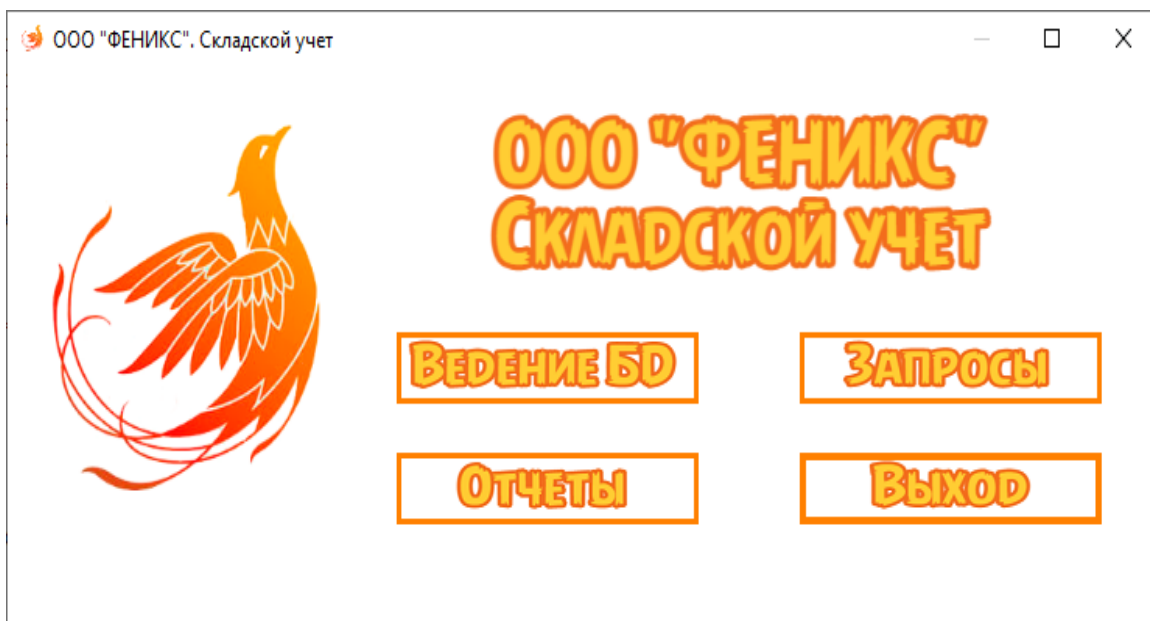 ООО "ФЕНИКС". Складской учет
ООО "ФЕНИКС"
Складской учет
Ведение БД
Запросы
Отчеты
Выход